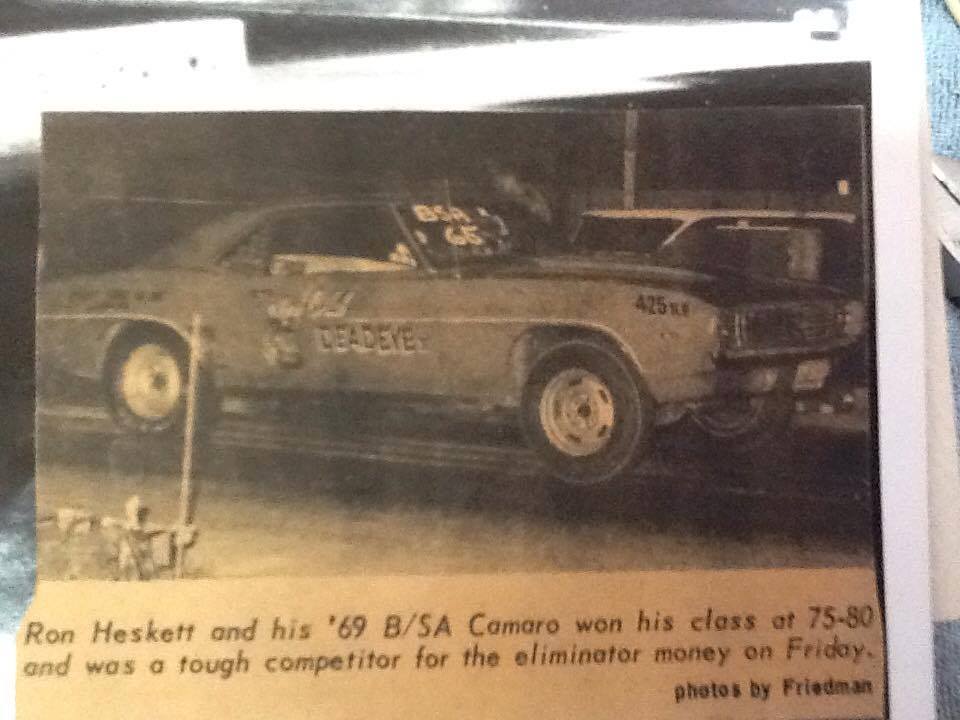 BSA
425
DEADEYE
Ron Heskett and his '69 B/SA Camaro won his class at 75-80
and was a tough competitor for the eliminator money on Friday.
photos by Friedman